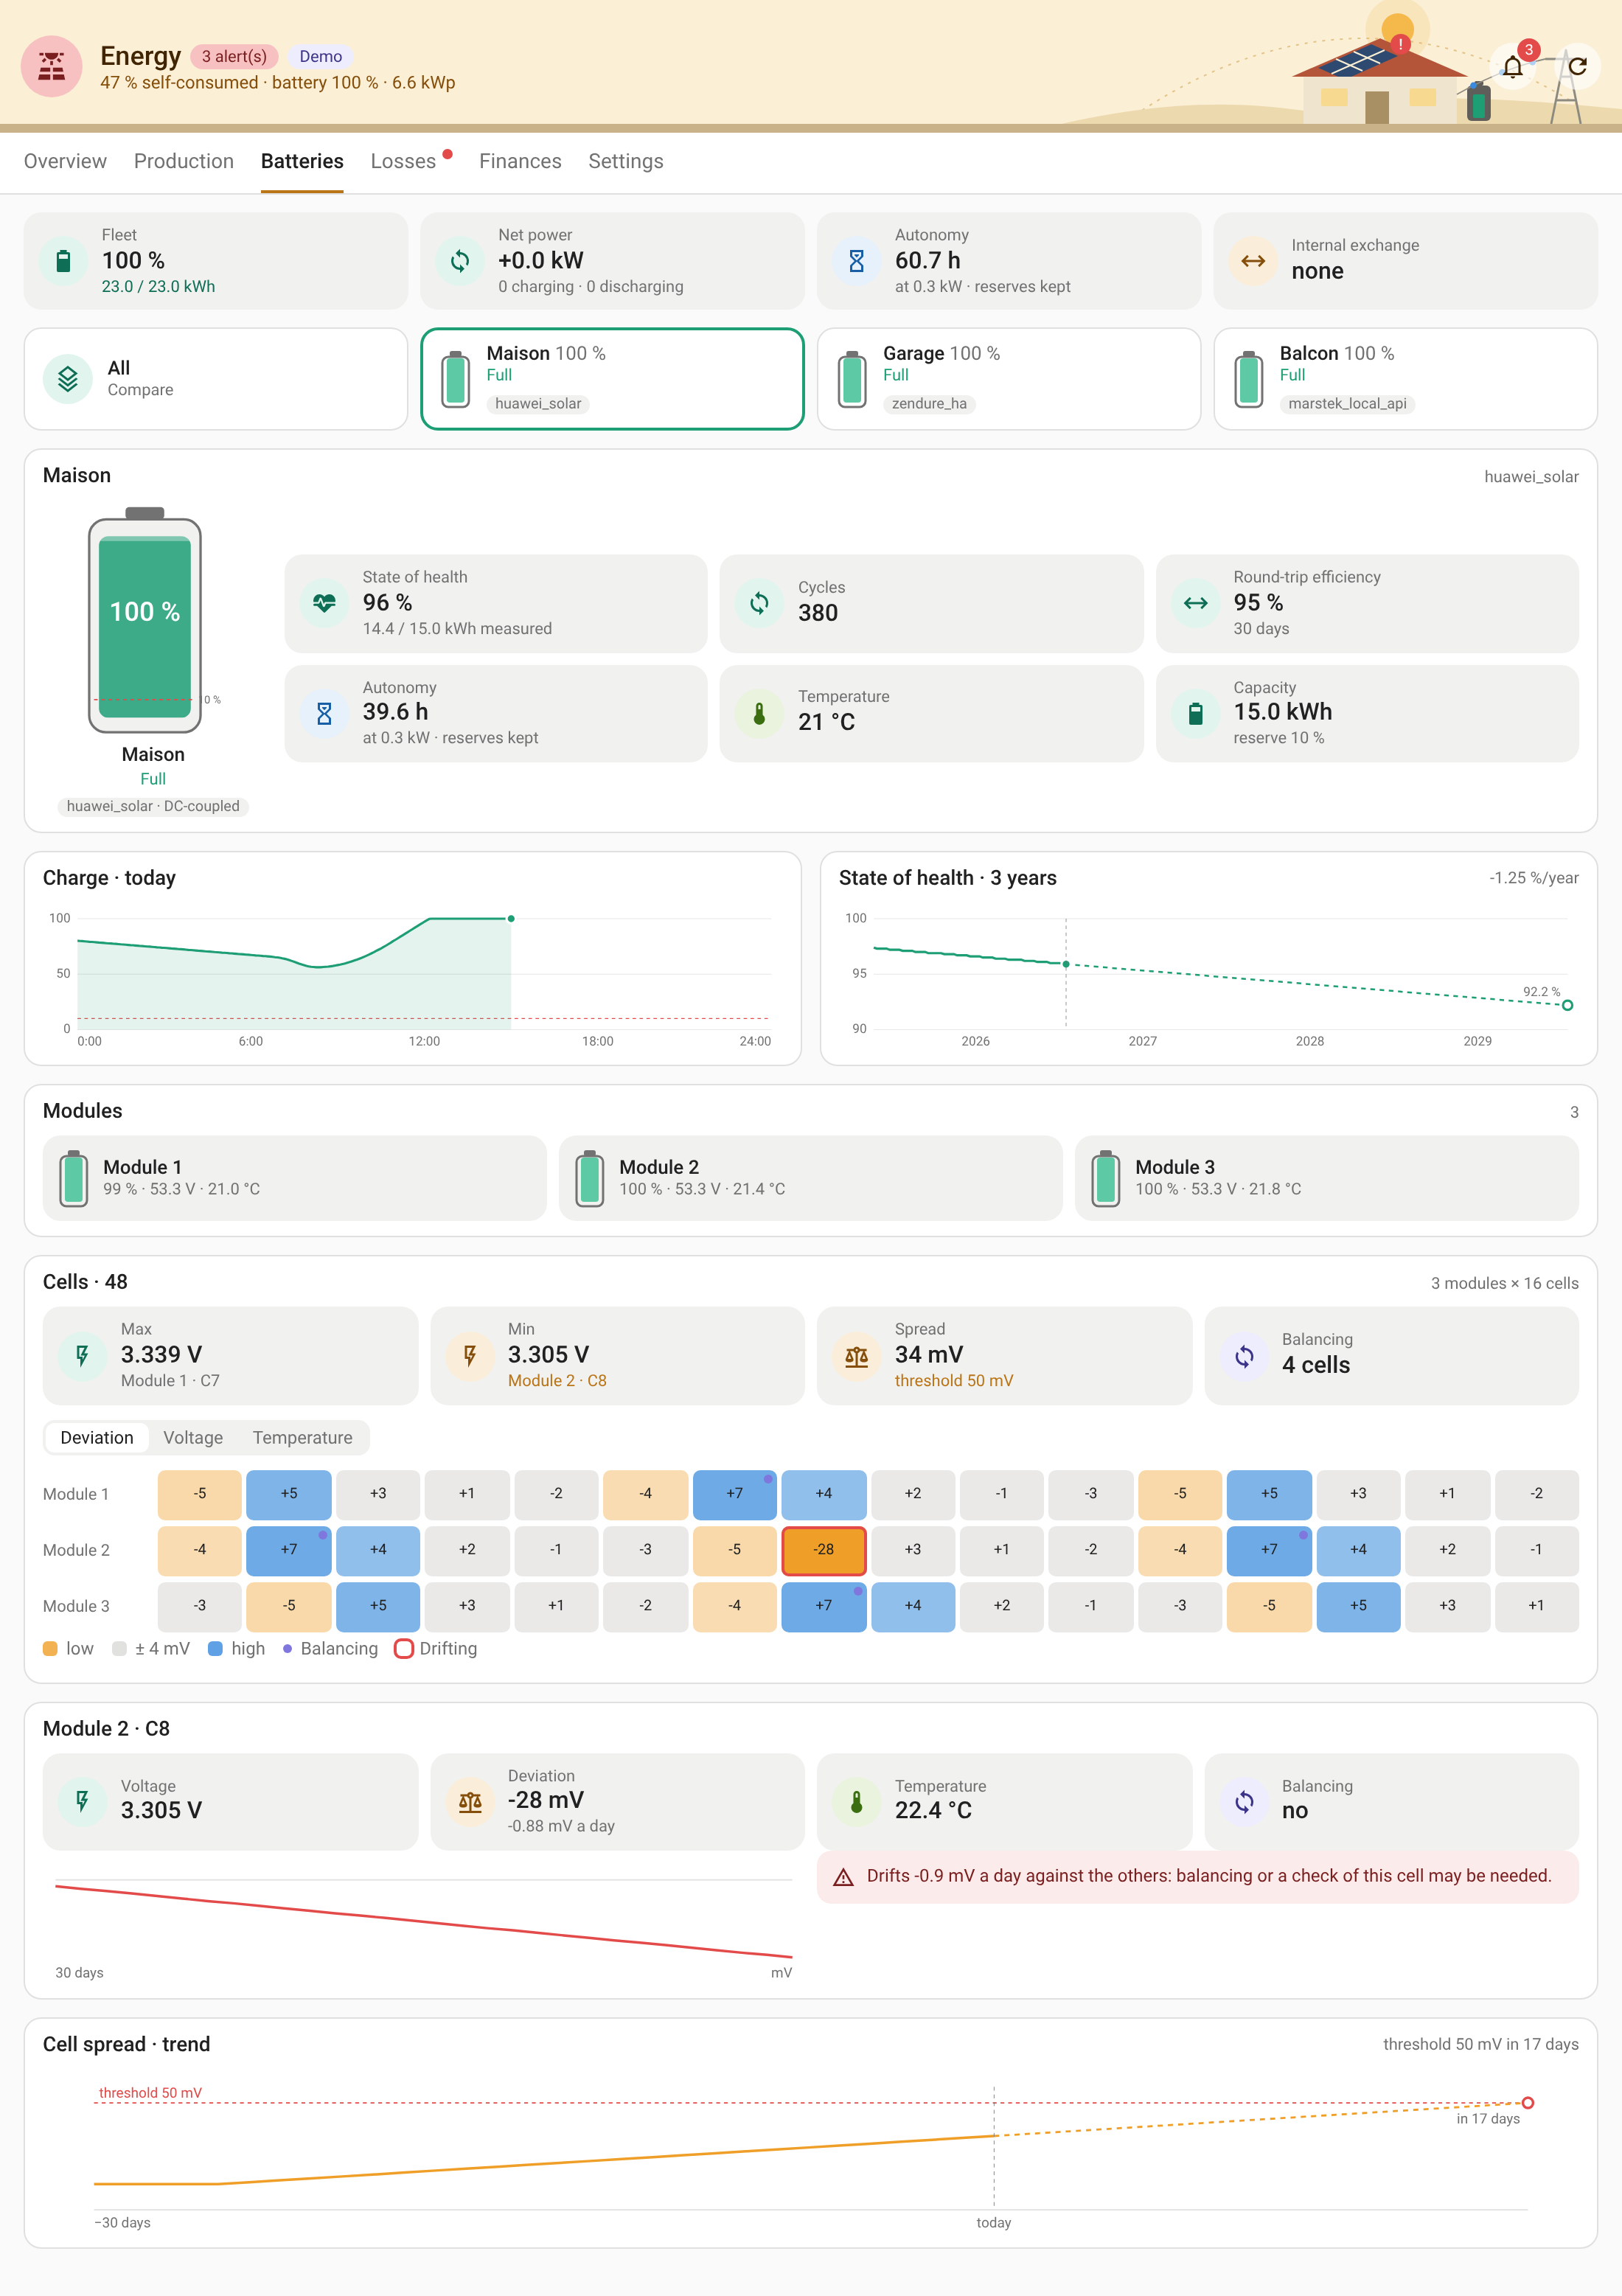 Energy 3 alert(s) Demo
47 % self-consumed · battery 100 % · 6.6 kWp
!
3
Overview Production Batteries Losses Finances Settings
Fleet
100 %
23.0 / 23.0 kWh
Net power
+0.0 kW
0 charging · 0 discharging
Autonomy
60.7 h
at 0.3 kW · reserves kept
Internal exchange
none
All
Compare
Maison 100 %
Full
huawei_solar
Garage 100 %
Full
zendure_ha
Balcon 100 %
Full
marstek_local_api
Maison huawei_solar
100 %
10 %
Maison
Full
huawei_solar · DC-coupled
State of health
96 %
14.4 / 15.0 kWh measured
Cycles
380
Round-trip efficiency
95 %
30 days
Autonomy
39.6 h
at 0.3 kW · reserves kept
Temperature
21 °C
Capacity
15.0 kWh
reserve 10 %
Charge · today
100
50
0
0:00 6:00 12:00 18:00 24:00
State of health · 3 years -1.25 %/year
100
95
90
92.2 %
2026 2027 2028 2029
Modules 3
Module 1
99 % · 53.3 V · 21.0 °C
Module 2
100 % · 53.3 V · 21.4 °C
Module 3
100 % · 53.3 V · 21.8 °C
Cells · 48 3 modules × 16 cells
Max
3.339 V
Module 1 · C7
Min
3.305 V
Module 2 · C8
Spread
34 mV
threshold 50 mV
Balancing
4 cells
Deviation Voltage Temperature
Module 1 -5 +5 +3 +1 -2 -4 +7 +4 +2 -1 -3 -5 +5 +3 +1 -2
Module 2 -4 +7 +4 +2 -1 -3 -5 -28 +3 +1 -2 -4 +7 +4 +2 -1
Module 3 -3 -5 +5 +3 +1 -2 -4 +7 +4 +2 -1 -3 -5 +5 +3 +1
low ± 4 mV high Balancing Drifting
Module 2 · C8
Voltage
3.305 V
Deviation
-28 mV
-0.88 mV a day
Temperature
22.4 °C
Balancing
no
Drifts -0.9 mV a day against the others: balancing or a check of this cell may be needed.
30 days mV
Cell spread · trend threshold 50 mV in 17 days
threshold 50 mV
in 17 days
−30 days today